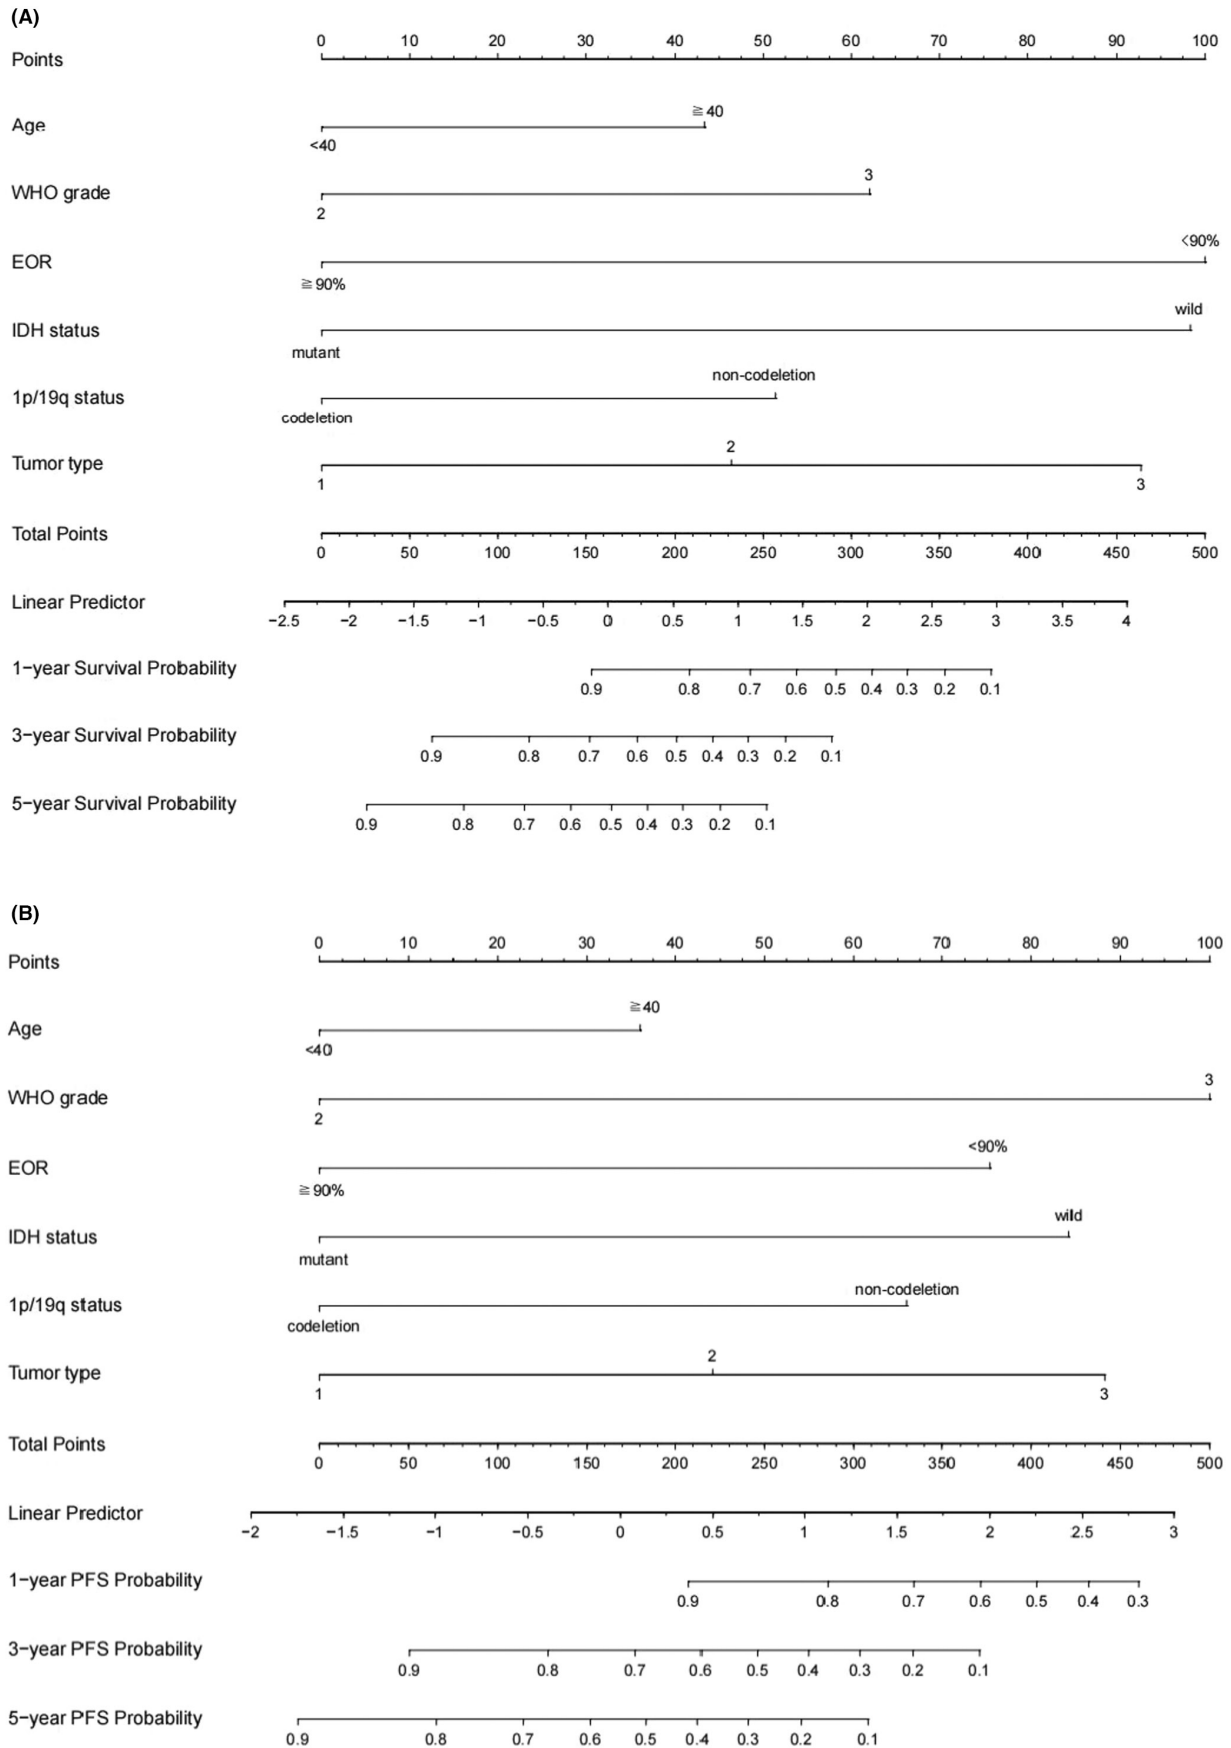 (A)
0 10 20 30 40 50 60 70 80 90 100
Points
≧ 40
Age
<40
3
WHO grade
2
<90%
EOR
≧ 90%
wild
IDH status
mutant
non-codeletion
1p/19q status
codeletion
2
Tumor type
1 3
Total Points
0 50 100 150 200 250 300 350 400 450 500
Linear Predictor
−2.5 −2 −1.5 −1 −0.5 0 0.5 1 1.5 2 2.5 3 3.5 4
1−year Survival Probability
0.9 0.8 0.7 0.6 0.5 0.4 0.3 0.2 0.1
3−year Survival Probability
0.9 0.8 0.7 0.6 0.5 0.4 0.3 0.2 0.1
5−year Survival Probability
0.9 0.8 0.7 0.6 0.5 0.4 0.3 0.2 0.1
(B)
0 10 20 30 40 50 60 70 80 90 100
Points
≧ 40
Age
<40
3
WHO grade
2
<90%
EOR
≧ 90%
wild
IDH status
mutant
non-codeletion
1p/19q status
codeletion
2
Tumor type
1 3
Total Points
0 50 100 150 200 250 300 350 400 450 500
Linear Predictor
−2 −1.5 −1 −0.5 0 0.5 1 1.5 2 2.5 3
1−year PFS Probability
0.9 0.8 0.7 0.6 0.5 0.4 0.3
3−year PFS Probability
0.9 0.8 0.7 0.6 0.5 0.4 0.3 0.2 0.1
5−year PFS Probability
0.9 0.8 0.7 0.6 0.5 0.4 0.3 0.2 0.1